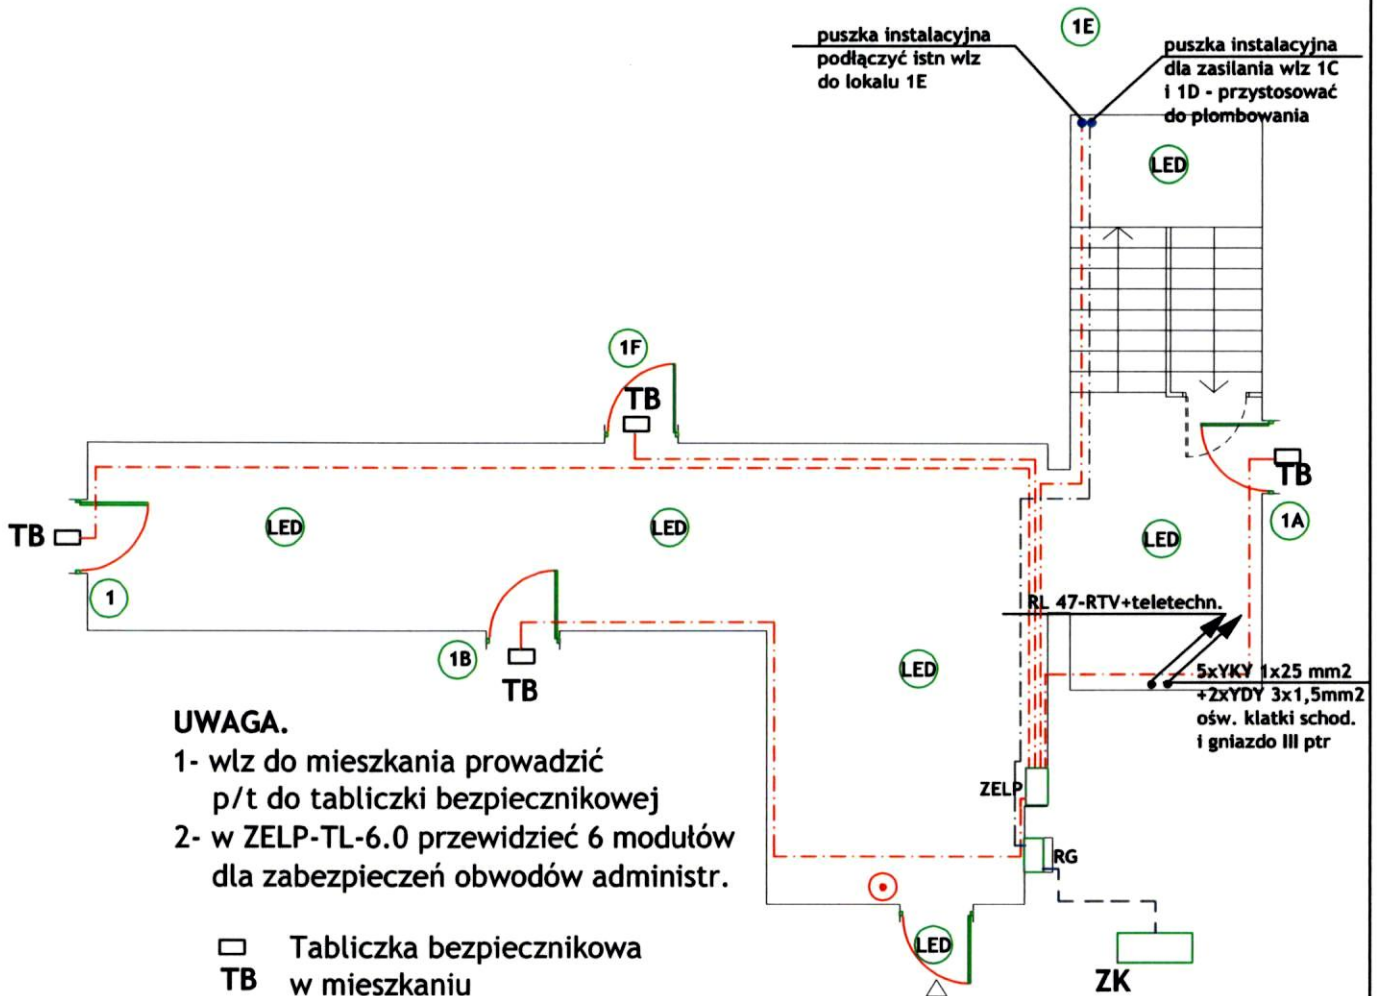 1E
puszka instalacyjna
podłączyć istn wlz
do lokalu 1E
puszka instalacyjna
dla zasilania wlz 1C
i 1D - przystosować
do plombowania
LED
1F
TB
TB
1A
TB
LED
LED
LED
1
1B
TB
RL 47-RTV+teletechn.
LED
5xYKY 1x25 mm2
+2xYDY 3x1,5mm2
ośw. klatki schod.
i gniazdo III ptr
UWAGA.
1- wlz do mieszkania prowadzić
p/t do tabliczki bezpiecznikowej
2- w ZELP-TL-6.0 przewidzieć 6 modułów
dla zabezpieczeń obwodów administr.
ZELP
RG
LED
ZK
Tabliczka bezpiecznikowa
TB w mieszkaniu